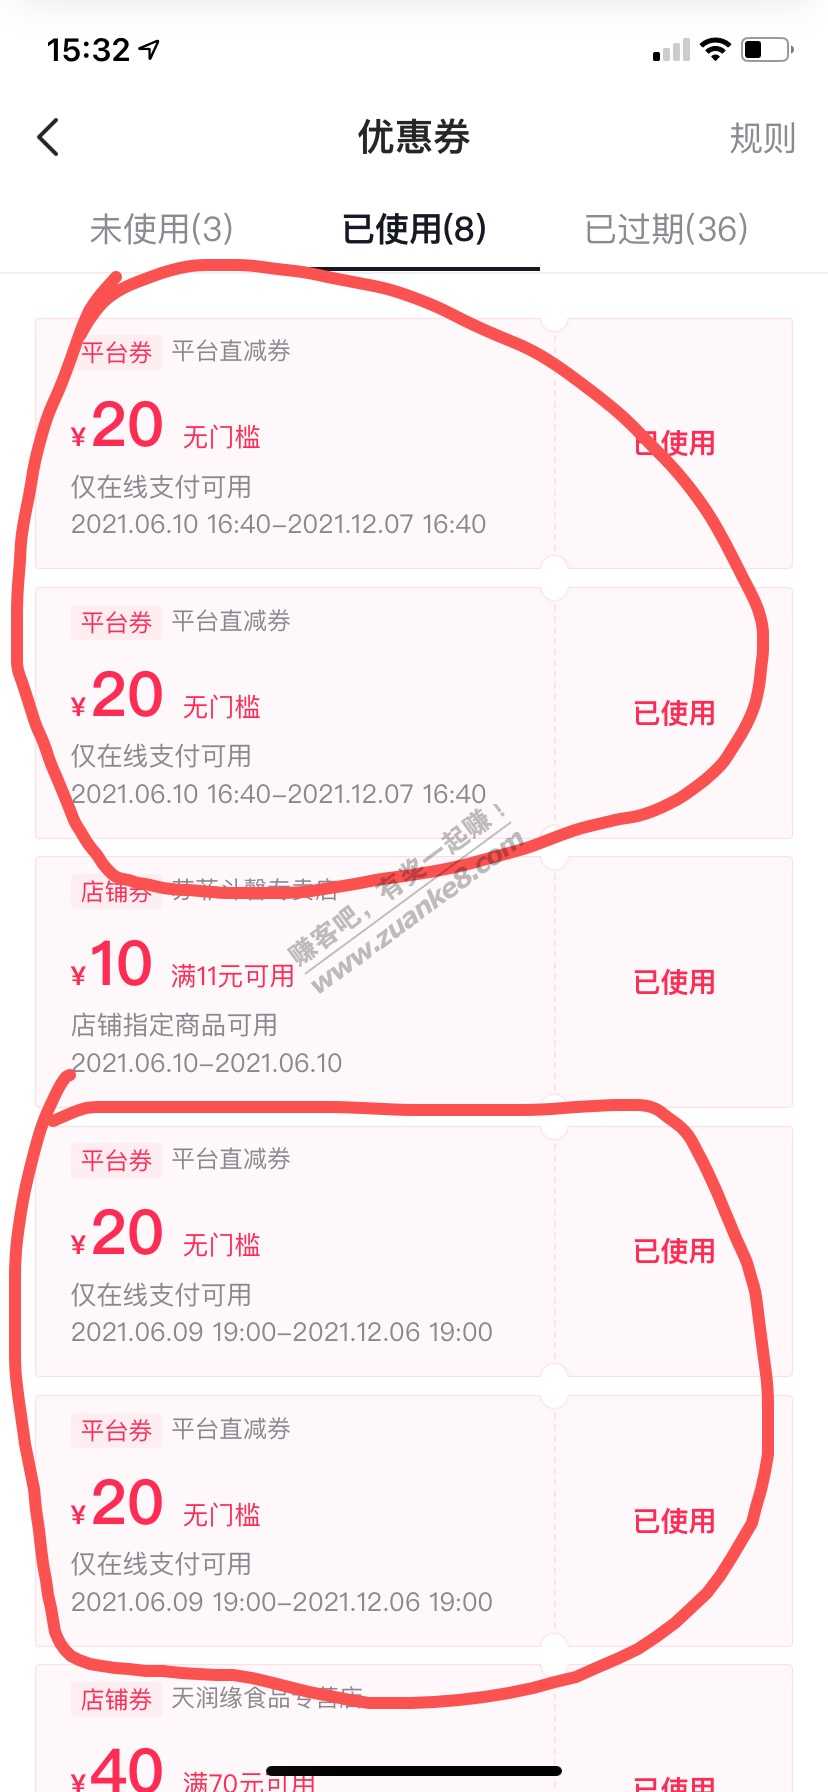 15:32
优惠券
规则
未使用(3)
已使用(8)
已过期(36)
平台券 平台直减券
¥20 无门槛
已使用
仅在线支付可用
2021.06.10 16:40-2021.12.07 16:40
平台券 平台直减券
¥20 无门槛
已使用
仅在线支付可用
2021.06.10 16:40-2021.12.07 16:40
赚客吧，有奖一起赚！
www.zuanke8.com
店铺券
¥10 满11元可用
已使用
店铺指定商品可用
2021.06.10-2021.06.10
平台券 平台直减券
¥20 无门槛
已使用
仅在线支付可用
2021.06.09 19:00-2021.12.06 19:00
平台券 平台直减券
¥20 无门槛
已使用
仅在线支付可用
2021.06.09 19:00-2021.12.06 19:00
店铺券 天润缘食品专营店
¥40 满70元可用
已使用